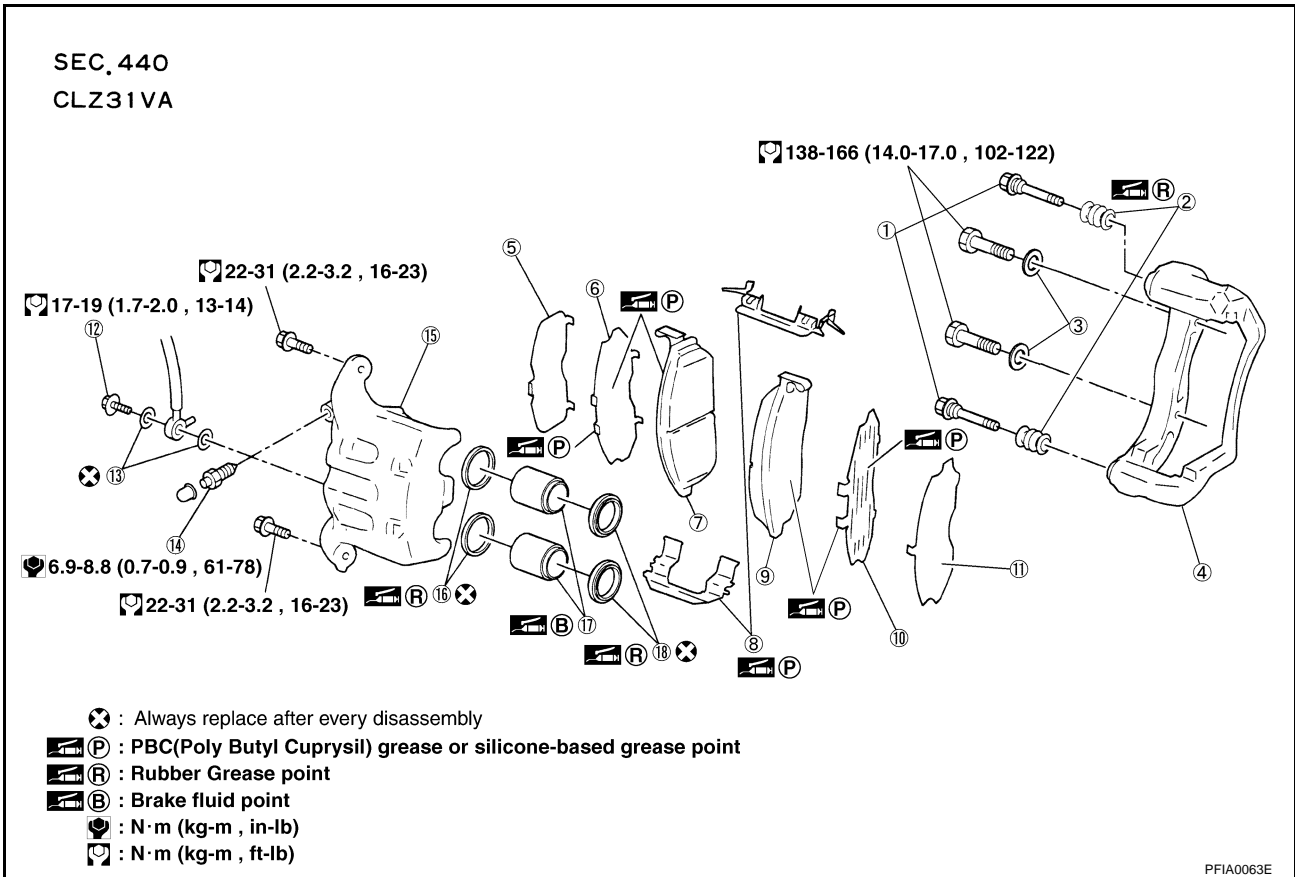 SEC. 440
CLZ31VA
138-166 (14.0-17.0 , 102-122)
R
②
①
⑤
22-31 (2.2-3.2 , 16-23)
⑥
P
17-19 (1.7-2.0 , 13-14)
③
⑫
⑮
P
P
⑬
⑦
⑭
⑨
⑪
④
6.9-8.8 (0.7-0.9 , 61-78)
R ⑯
P
22-31 (2.2-3.2 , 16-23)
B ⑰
⑧
⑩
R ⑱
P
: Always replace after every disassembly
P : PBC(Poly Butyl Cuprysil) grease or silicone-based grease point
R : Rubber Grease point
B : Brake fluid point
: N·m (kg-m , in-lb)
: N·m (kg-m , ft-lb)
PFIA0063E